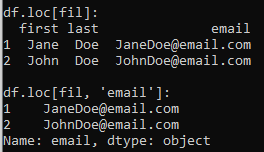 df.loc[fil]:
  first last              email
1  Jane  Doe  JaneDoe@email.com
2  John  Doe  JohnDoe@email.com
df.loc[fil, 'email']:
1    JaneDoe@email.com
2    JohnDoe@email.com
Name: email, dtype: object